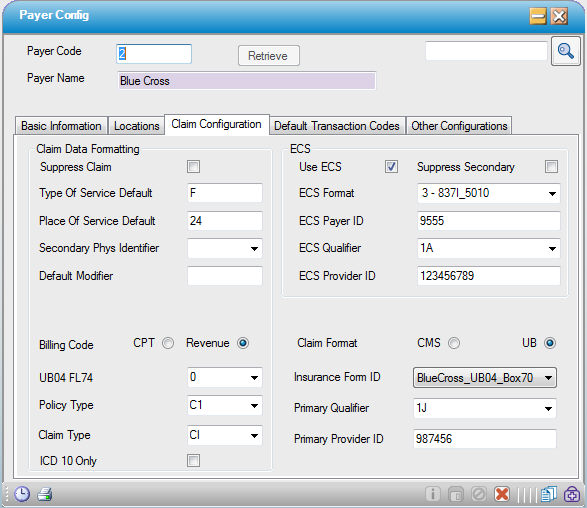 Payer Config
Payer Code 2 Retrieve
Payer Name Blue Cross
Basic Information Locations Claim Configuration Default Transaction Codes Other Configurations
Claim Data Formatting
Suppress Claim
Type Of Service Default F
Place Of Service Default 24
Secondary Phys Identifier
Default Modifier
ECS
Use ECS Suppress Secondary
ECS Format 3 - 837I_5010
ECS Payer ID 9555
ECS Qualifier 1A
ECS Provider ID 123456789
Billing Code CPT Revenue
UB04 FL74 0
Policy Type C1
Claim Type CI
ICD 10 Only
Claim Format CMS UB
Insurance Form ID BlueCross_UB04_Box70
Primary Qualifier 1J
Primary Provider ID 987456